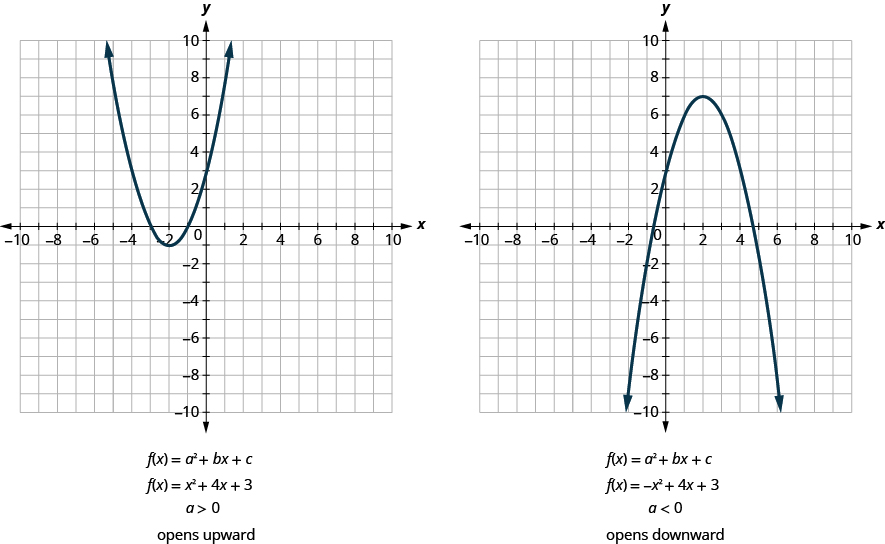 y
10
8
6
4
2
−10 −8 −6 −4 −2 0 2 4 6 8 10 x
−2
−4
−6
−8
−10
f(x) = a² + bx + c
f(x) = x² + 4x + 3
a > 0
opens upward
y
10
8
6
4
2
−10 −8 −6 −4 −2 0 2 4 6 8 10 x
−2
−4
−6
−8
−10
f(x) = a² + bx + c
f(x) = −x² + 4x + 3
a < 0
opens downward